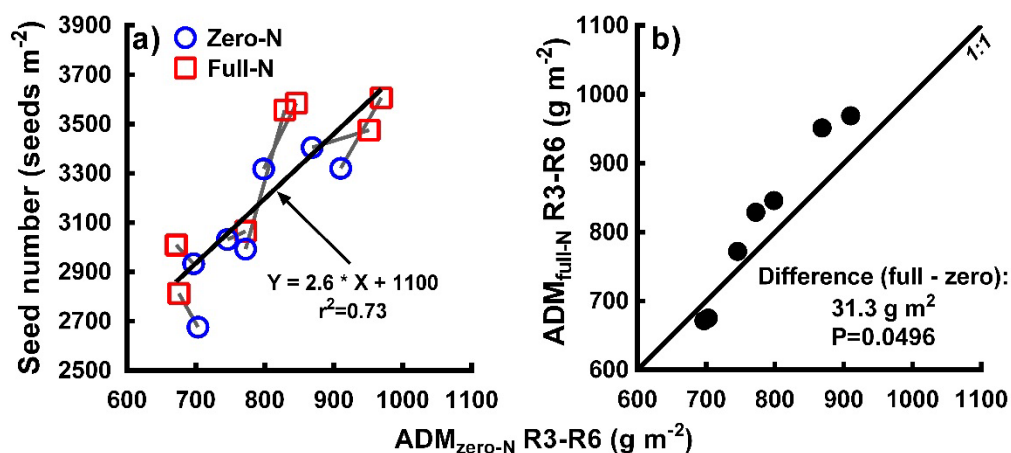 a)
Zero-N
Full-N
Seed number (seeds m-2)
3900
3700
3500
3300
3100
2900
2700
2500
Y = 2.6 * X + 1100
r2=0.73
600 700 800 900 1000 1100
b)
1:1
ADMfull-N R3-R6 (g m-2)
1100
1000
900
800
700
600
Difference (full - zero):
31.3 g m2
P=0.0496
600 700 800 900 1000 1100
ADMzero-N R3-R6 (g m-2)